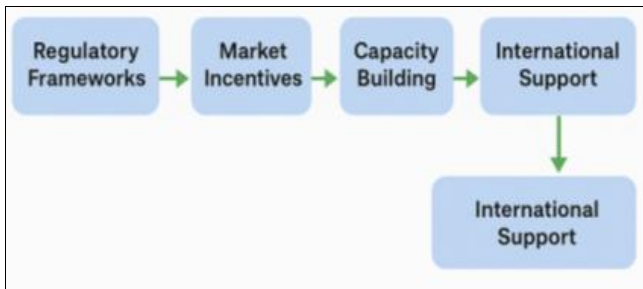 Regulatory
Frameworks
Market
Incentives
Capacity
Building
International
Support
International
Support